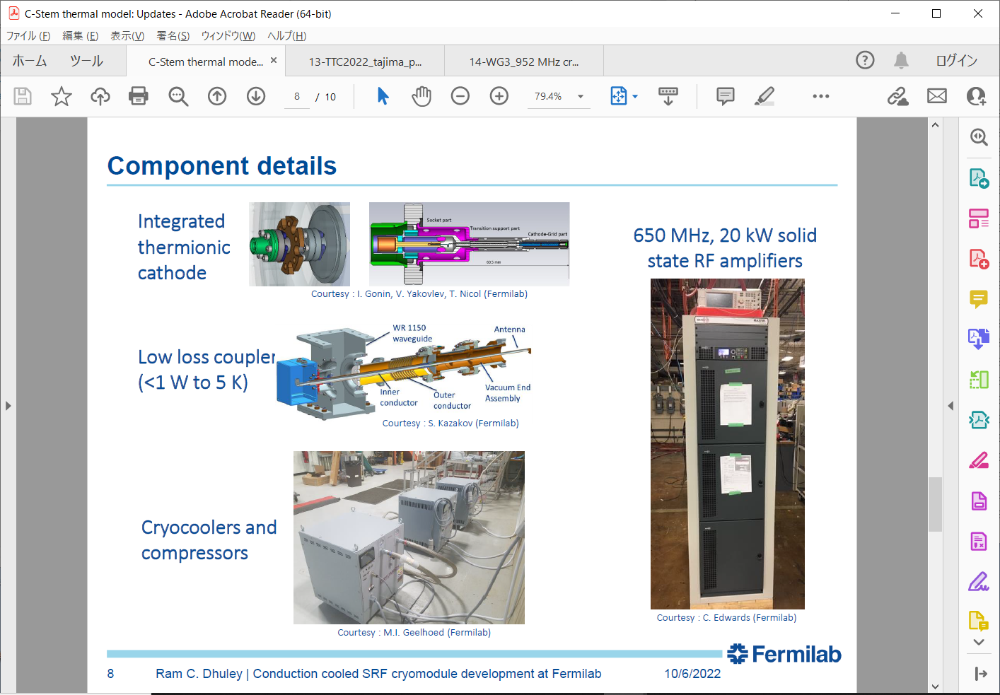 C-Stem thermal model: Updates - Adobe Acrobat Reader (64-bit)
ファイル (F) 編集 (E) 表示(V) 署名(S) ウィンドウ(W) ヘルプ(H)
ホーム ツール C-Stem thermal mode... × 13-TTC2022_tajima_p... 14-WG3_952 MHz cr... ログイン
8 / 10 79.4%
Component details
Integrated
thermionic
cathode
Socket part
Transition support part
Cathode-Grid part
60.5 mm
Courtesy : I. Gonin, V. Yakovlev, T. Nicol (Fermilab)
650 MHz, 20 kW solid
state RF amplifiers
Low loss coupler
(<1 W to 5 K)
WR 1150
waveguide
Antenna
Inner
conductor
Outer
conductor
Vacuum End
Assembly
Courtesy : S. Kazakov (Fermilab)
Cryocoolers and
compressors
Courtesy : M.I. Geelhoed (Fermilab)
Courtesy : C. Edwards (Fermilab)
Fermilab
8 Ram C. Dhuley | Conduction cooled SRF cryomodule development at Fermilab 10/6/2022